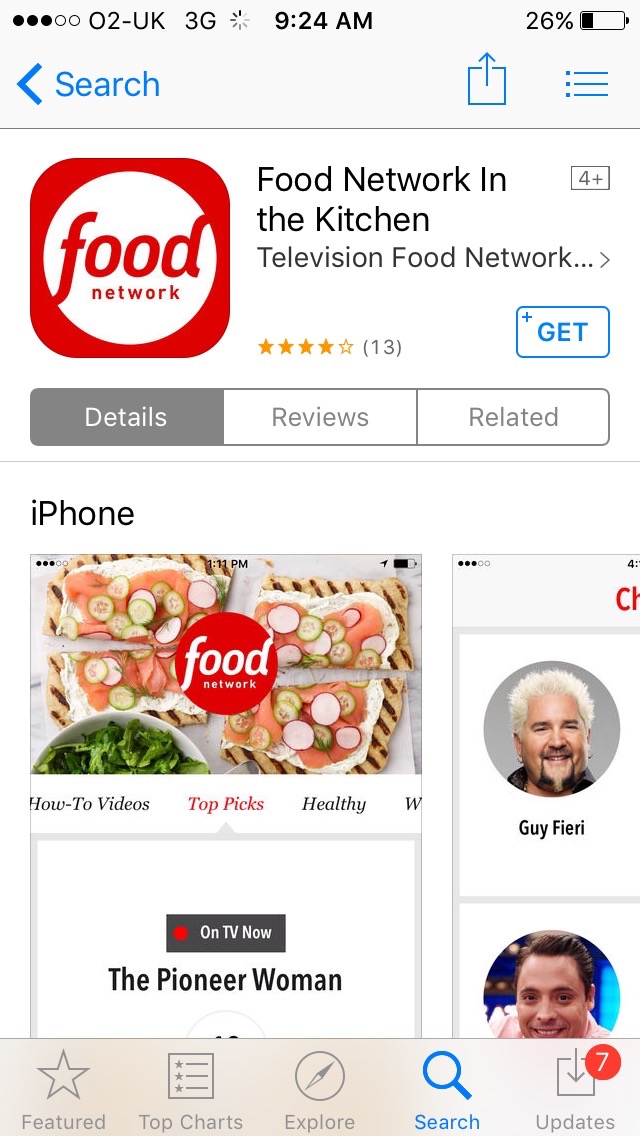 O2-UK 3G 9:24 AM 26%
Search
Food Network In
the Kitchen
4+
Television Food Network...
(13)
+ GET
food
network
Details Reviews Related
iPhone
1:11 PM
food
network
How-To Videos Top Picks Healthy W
On TV Now
The Pioneer Woman
4:
Ch
Guy Fieri
Featured Top Charts Explore Search Updates
7